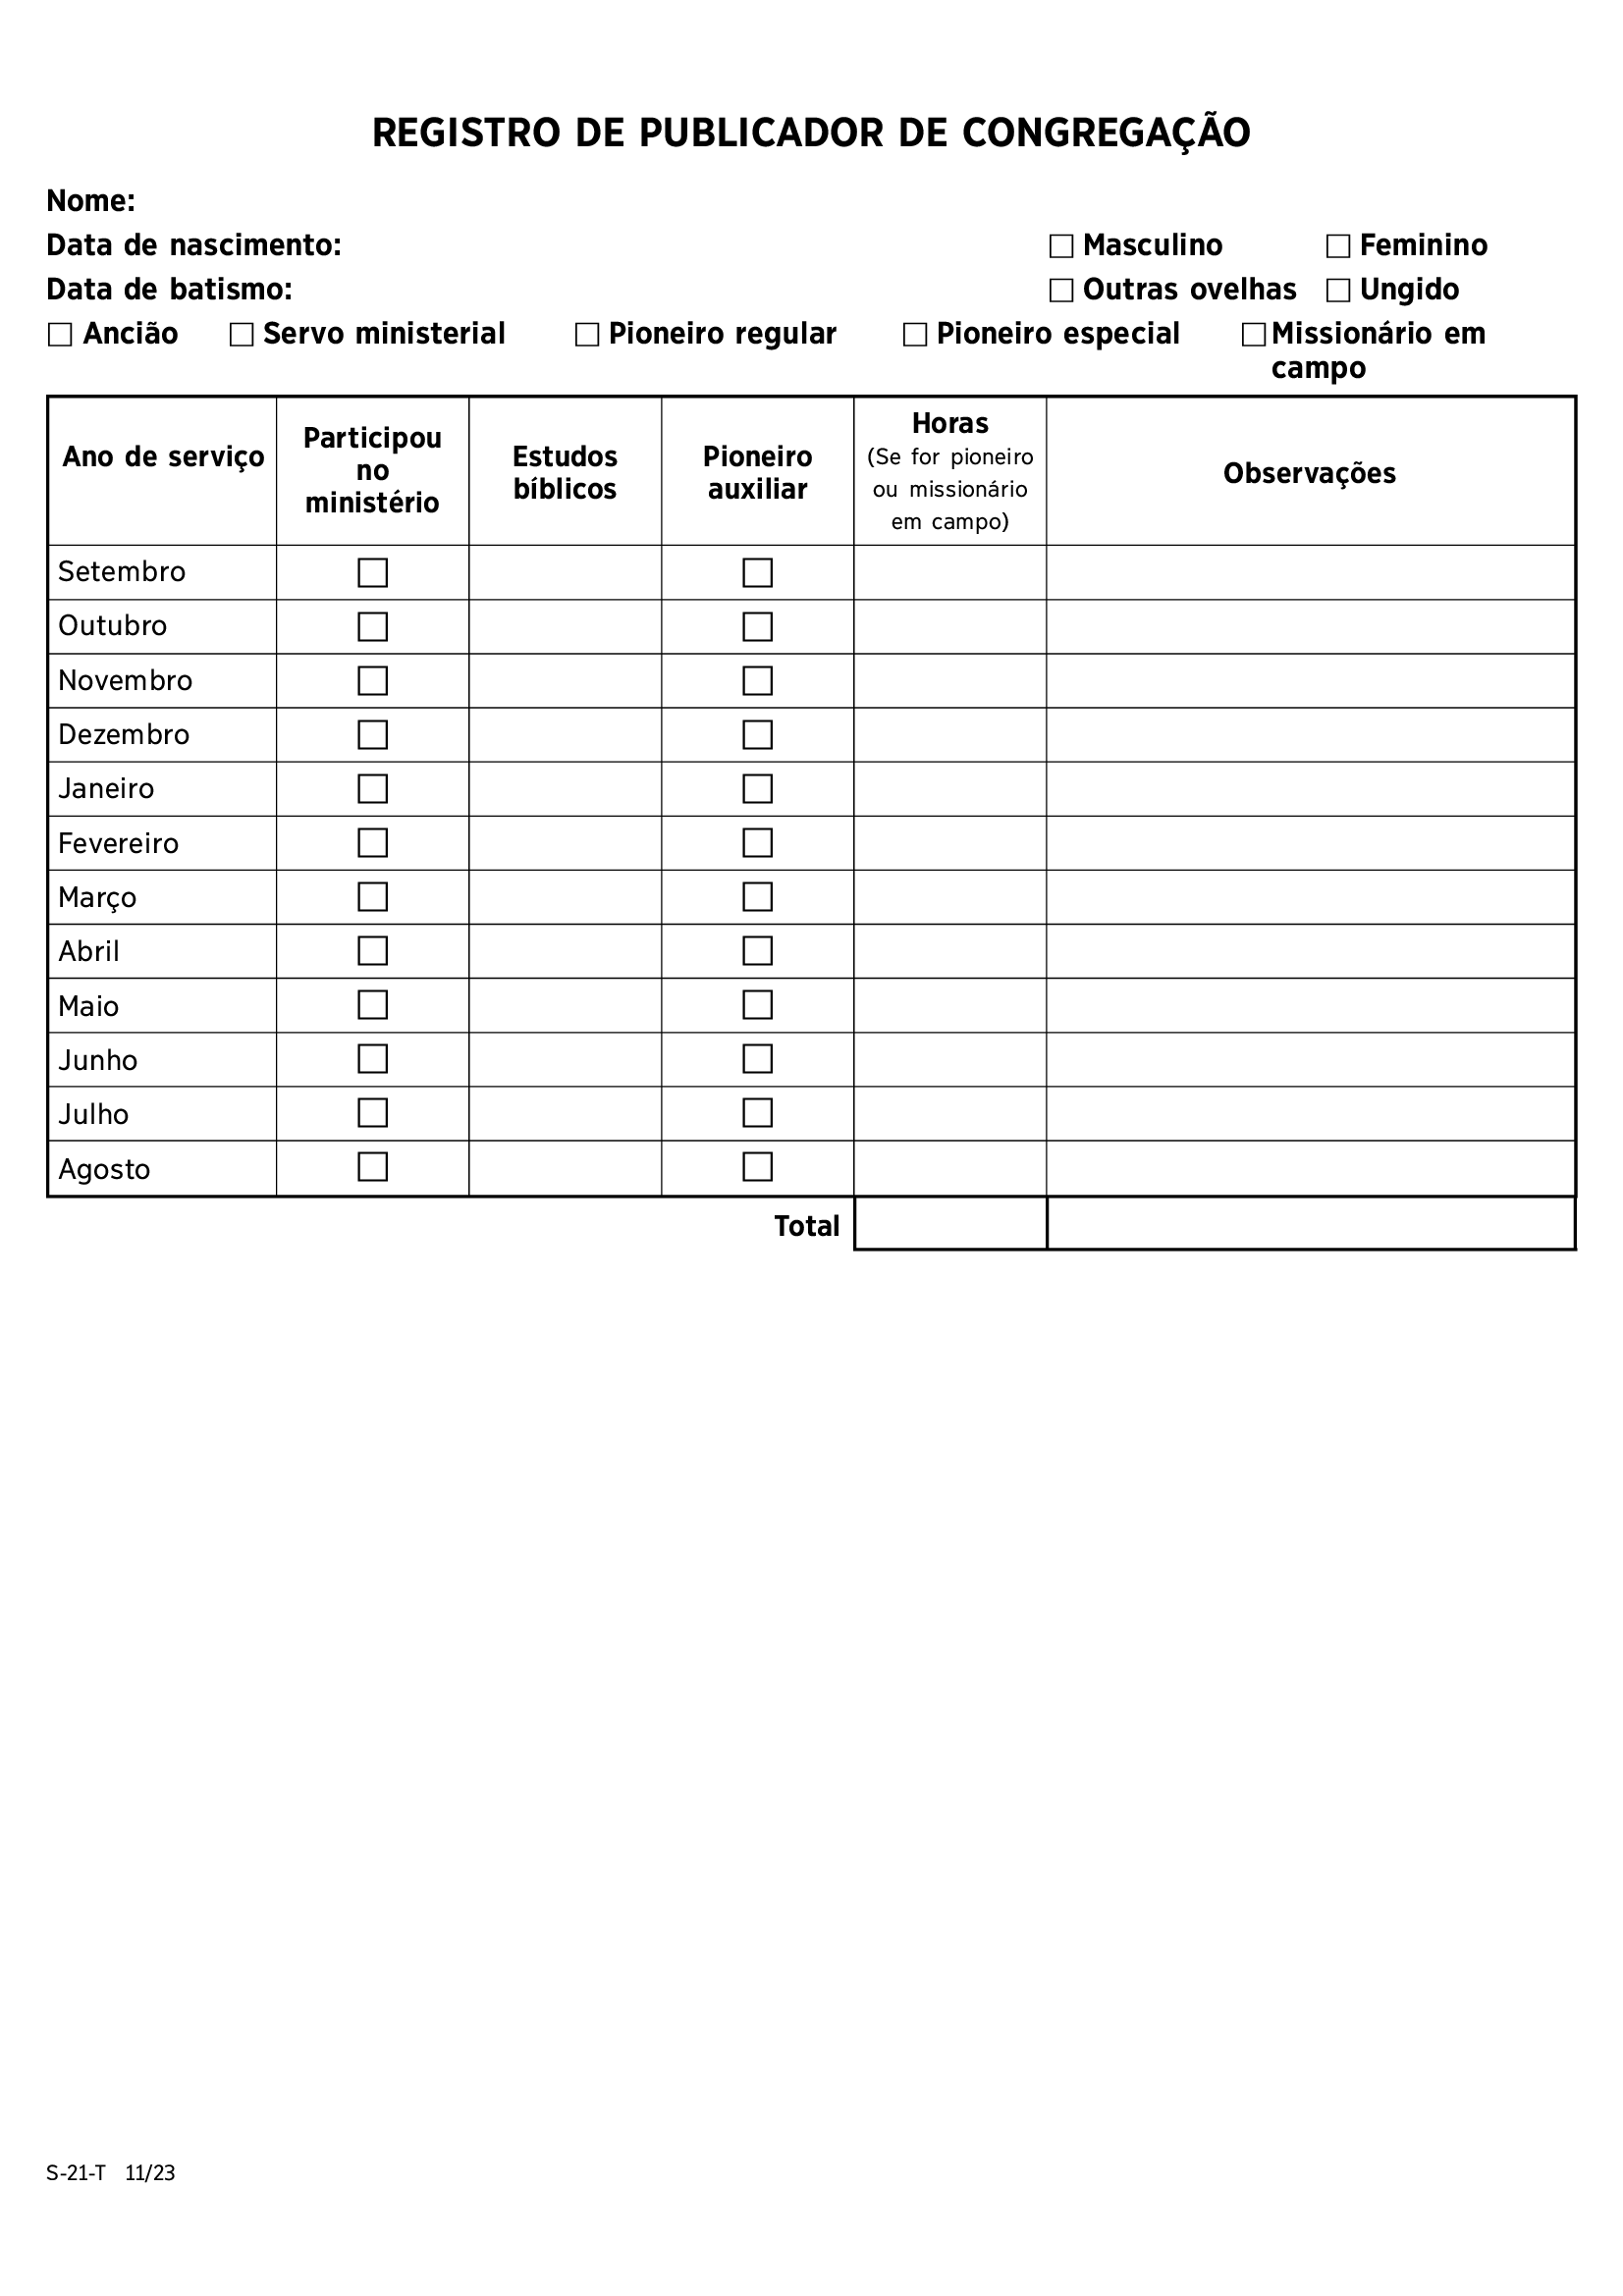 REGISTRO DE PUBLICADOR DE CONGREGAÇÃO
Nome:
Data de nascimento: Masculino Feminino
Data de batismo: Outras ovelhas Ungido
Ancião Servo ministerial Pioneiro regular Pioneiro especial Missionário em
campo
Ano de serviço
Participou
no
ministério
Estudos
bíblicos
Pioneiro
auxiliar
Horas
(Se for pioneiro
ou missionário
em campo)
Observações
Setembro
Outubro
Novembro
Dezembro
Janeiro
Fevereiro
Março
Abril
Maio
Junho
Julho
Agosto
Total
S-21-T 11/23